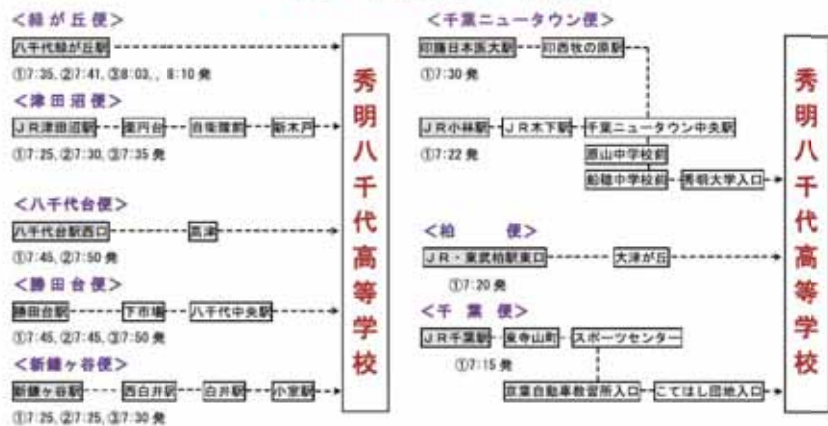 <緑が丘便>
八千代緑が丘駅
①7:35,②7:41,③8:03,, 8:10 発
<津田沼便>
JR津田沼駅 薬円台 自衛隊前 新木戸
①7:25,②7:30,③7:35 発
<八千代台便>
八千代台駅西口 高津
①7:45,②7:50 発
<勝田台便>
勝田台駅 下市場 八千代中央駅
①7:45,②7:45,③7:50 発
<新鎌ヶ谷便>
新鎌ヶ谷駅 西白井駅 白井駅 小室駅
①7:25,②7:25,③7:30 発
秀明八千代高等学校
<千葉ニュータウン便>
印旛日本医大駅 印西牧の原駅
①7:30 発
JR小林駅 JR木下駅 千葉ニュータウン中央駅
①7:22 発
原山中学校前
船穂中学校前 秀明大学入口
<柏 便>
JR・東武柏駅東口 大津が丘
①7:20 発
<千 葉 便>
JR千葉駅 東寺山町 スポーツセンター
①7:15 発
京葉自動車教習所入口 こてはし団地入口
秀明八千代高等学校